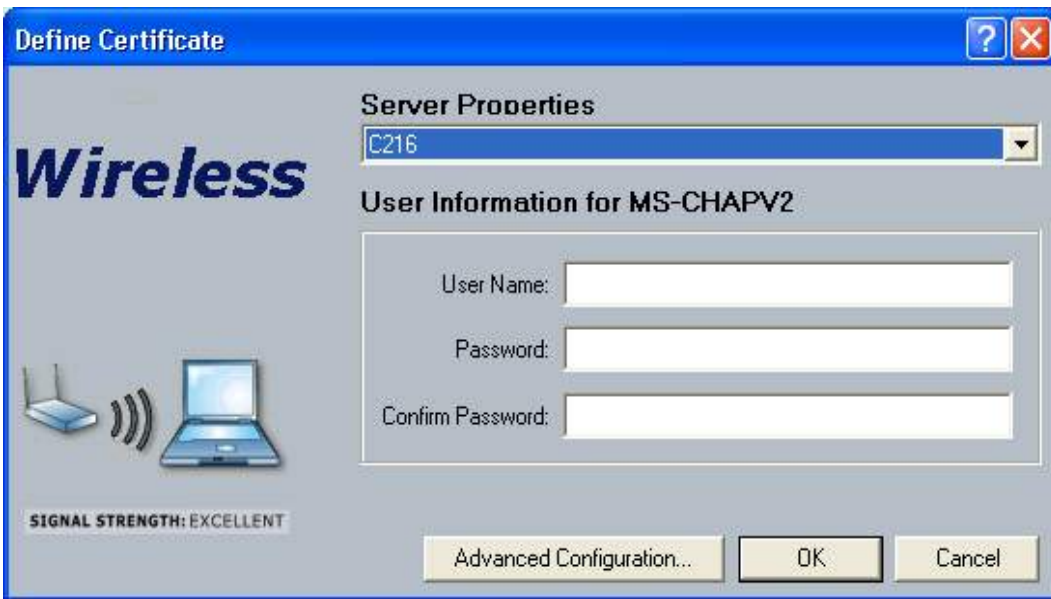 Define Certificate
Wireless
Server Properties
C216
User Information for MS-CHAPV2
User Name:
Password:
Confirm Password:
SIGNAL STRENGTH: EXCELLENT
Advanced Configuration... OK Cancel